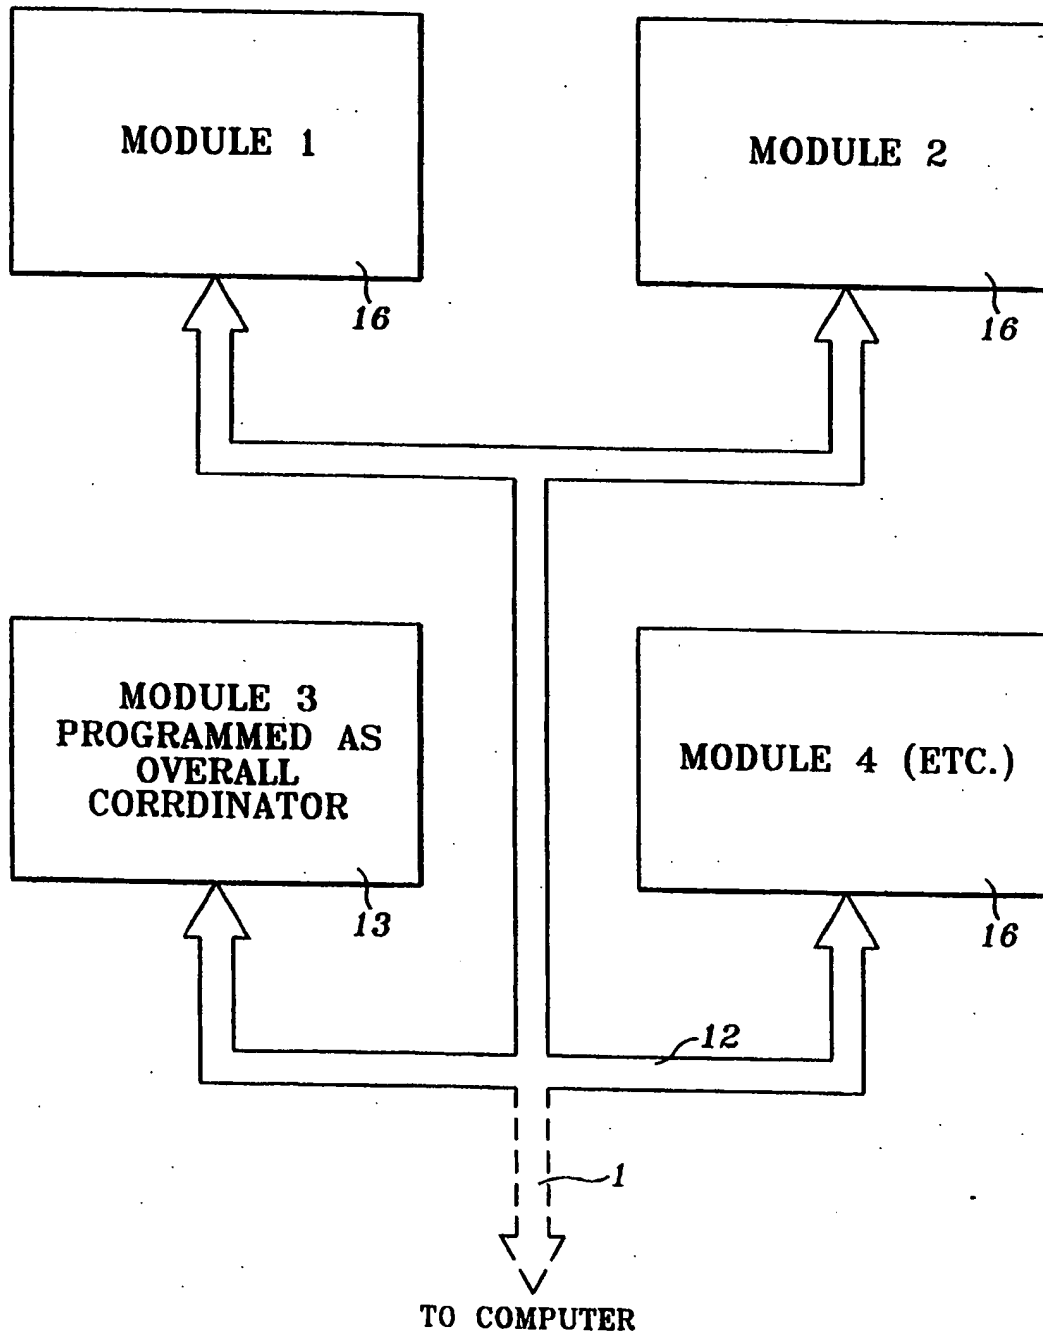 MODULE 1
16
MODULE 2
16
MODULE 3
PROGRAMMED AS
OVERALL
CORRDINATOR
13
MODULE 4 (ETC.)
16
12
1
TO COMPUTER